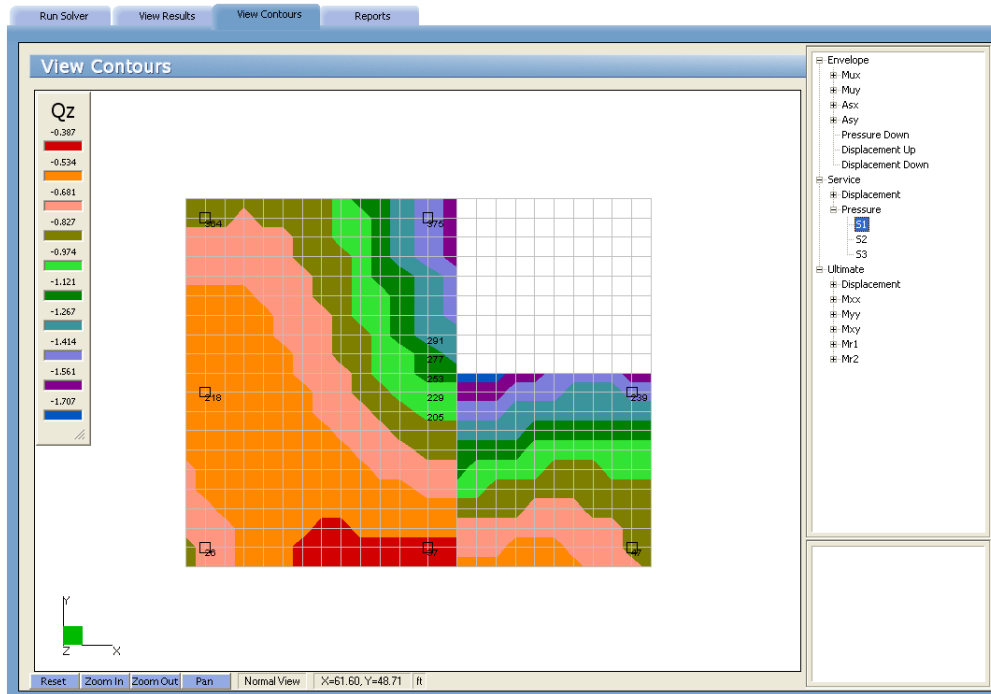 Run Solver
View Results
View Contours
Reports
View Contours
Qz
-0.387
-0.534
-0.681
-0.827
-0.974
-1.121
-1.267
-1.414
-1.561
-1.707
364
375
291
277
253
229
205
218
239
26
37
47
Y
Z
X
Reset
Zoom In
Zoom Out
Pan
Normal View
X=61.60, Y=48.71
ft
Envelope
Mux
Muy
Asx
Asy
Pressure Down
Displacement Up
Displacement Down
Service
Displacement
Pressure
S1
S2
S3
Ultimate
Displacement
Mxx
Myy
Mxy
Mr1
Mr2